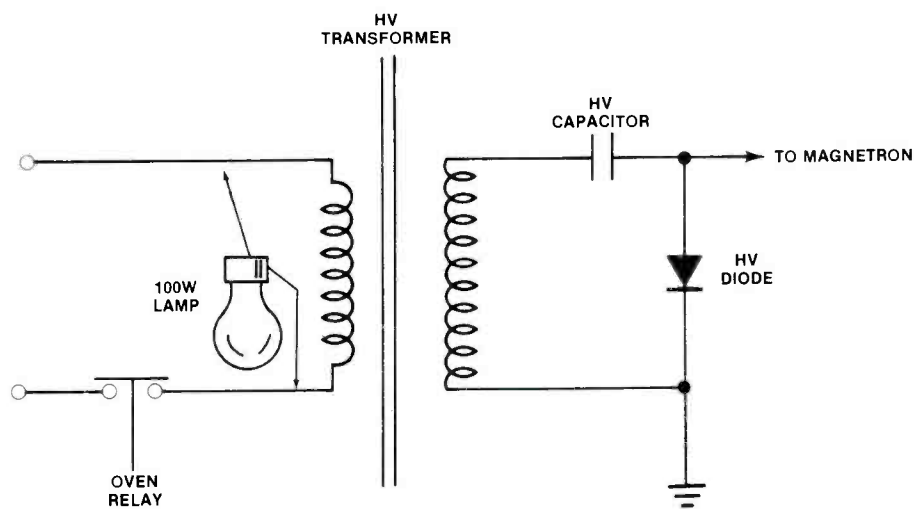 HV
TRANSFORMER
HV
CAPACITOR
TO MAGNETRON
100W
LAMP
HV
DIODE
OVEN
RELAY